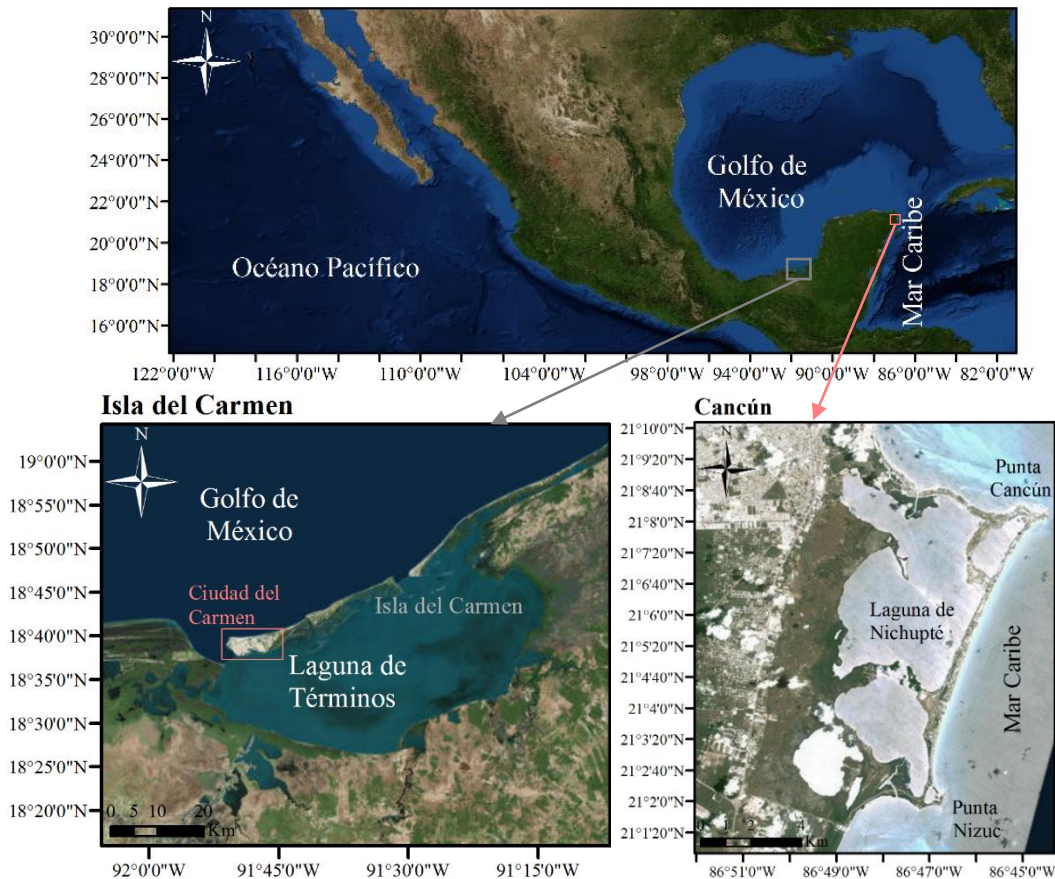 N
30°0'0"N
28°0'0"N
26°0'0"N
24°0'0"N
22°0'0"N
20°0'0"N
18°0'0"N
16°0'0"N
Golfo de
México
Océano Pacífico
Mar Caribe
122°0'0"W
116°0'0"W
110°0'0"W
104°0'0"W
98°0'0"W
94°0'0"W
90°0'0"W
86°0'0"W
82°0'0"W
Isla del Carmen
N
19°0'0"N
18°55'0"N
18°50'0"N
18°45'0"N
18°40'0"N
18°35'0"N
18°30'0"N
18°25'0"N
18°20'0"N
Golfo de
México
Ciudad del
Carmen
Isla del Carmen
Laguna de
Términos
0 5 10 20
Km
92°0'0"W
91°45'0"W
91°30'0"W
91°15'0"W
Cancún
N
21°10'0"N
21°9'20"N
21°8'40"N
21°8'0"N
21°7'20"N
21°6'40"N
21°6'0"N
21°5'20"N
21°4'40"N
21°4'0"N
21°3'20"N
21°2'40"N
21°2'0"N
21°1'20"N
Punta
Cancún
Laguna de
Nichupté
Mar Caribe
Punta
Nizuc
0 1 2 4
Km
86°51'0"W
86°49'0"W
86°47'0"W
86°45'0"W